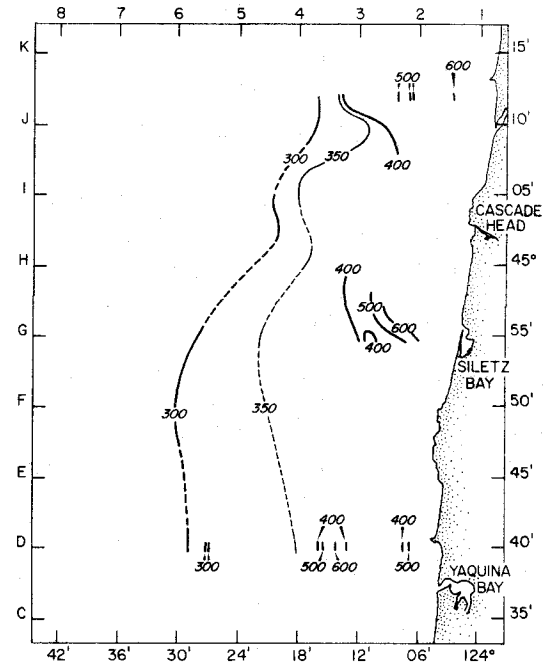 8 7 6 5 4 3 2 1
K 15'
600
500
J 10'
300 350 400
I 05'
CASCADE
HEAD
H 45°
400
500
600
G 400 55'
SILETZ
BAY
F 300 350 50'
E 45'
400 400
D 40'
300 500 600 500
YAQUINA
BAY
C 35'
42' 36' 30' 24' 18' 12' 06' 124°